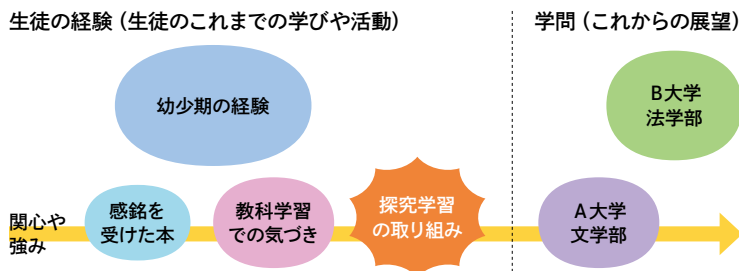 生徒の経験（生徒のこれまでの学びや活動）
学問（これからの展望）
幼少期の経験
B大学
法学部
関心や
強み
感銘を
受けた本
教科学習
での気づき
探究学習
の取り組み
A大学
文学部